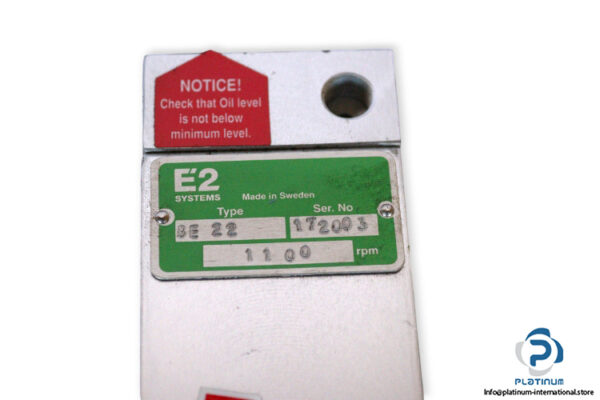 NOTICE!
Check that Oil level
is not below
minimum level.
E2
SYSTEMS
Made in Sweden
Type
Ser. No
BE 22
172003
1100
rpm
PLATINUM
info@platinum-international.store